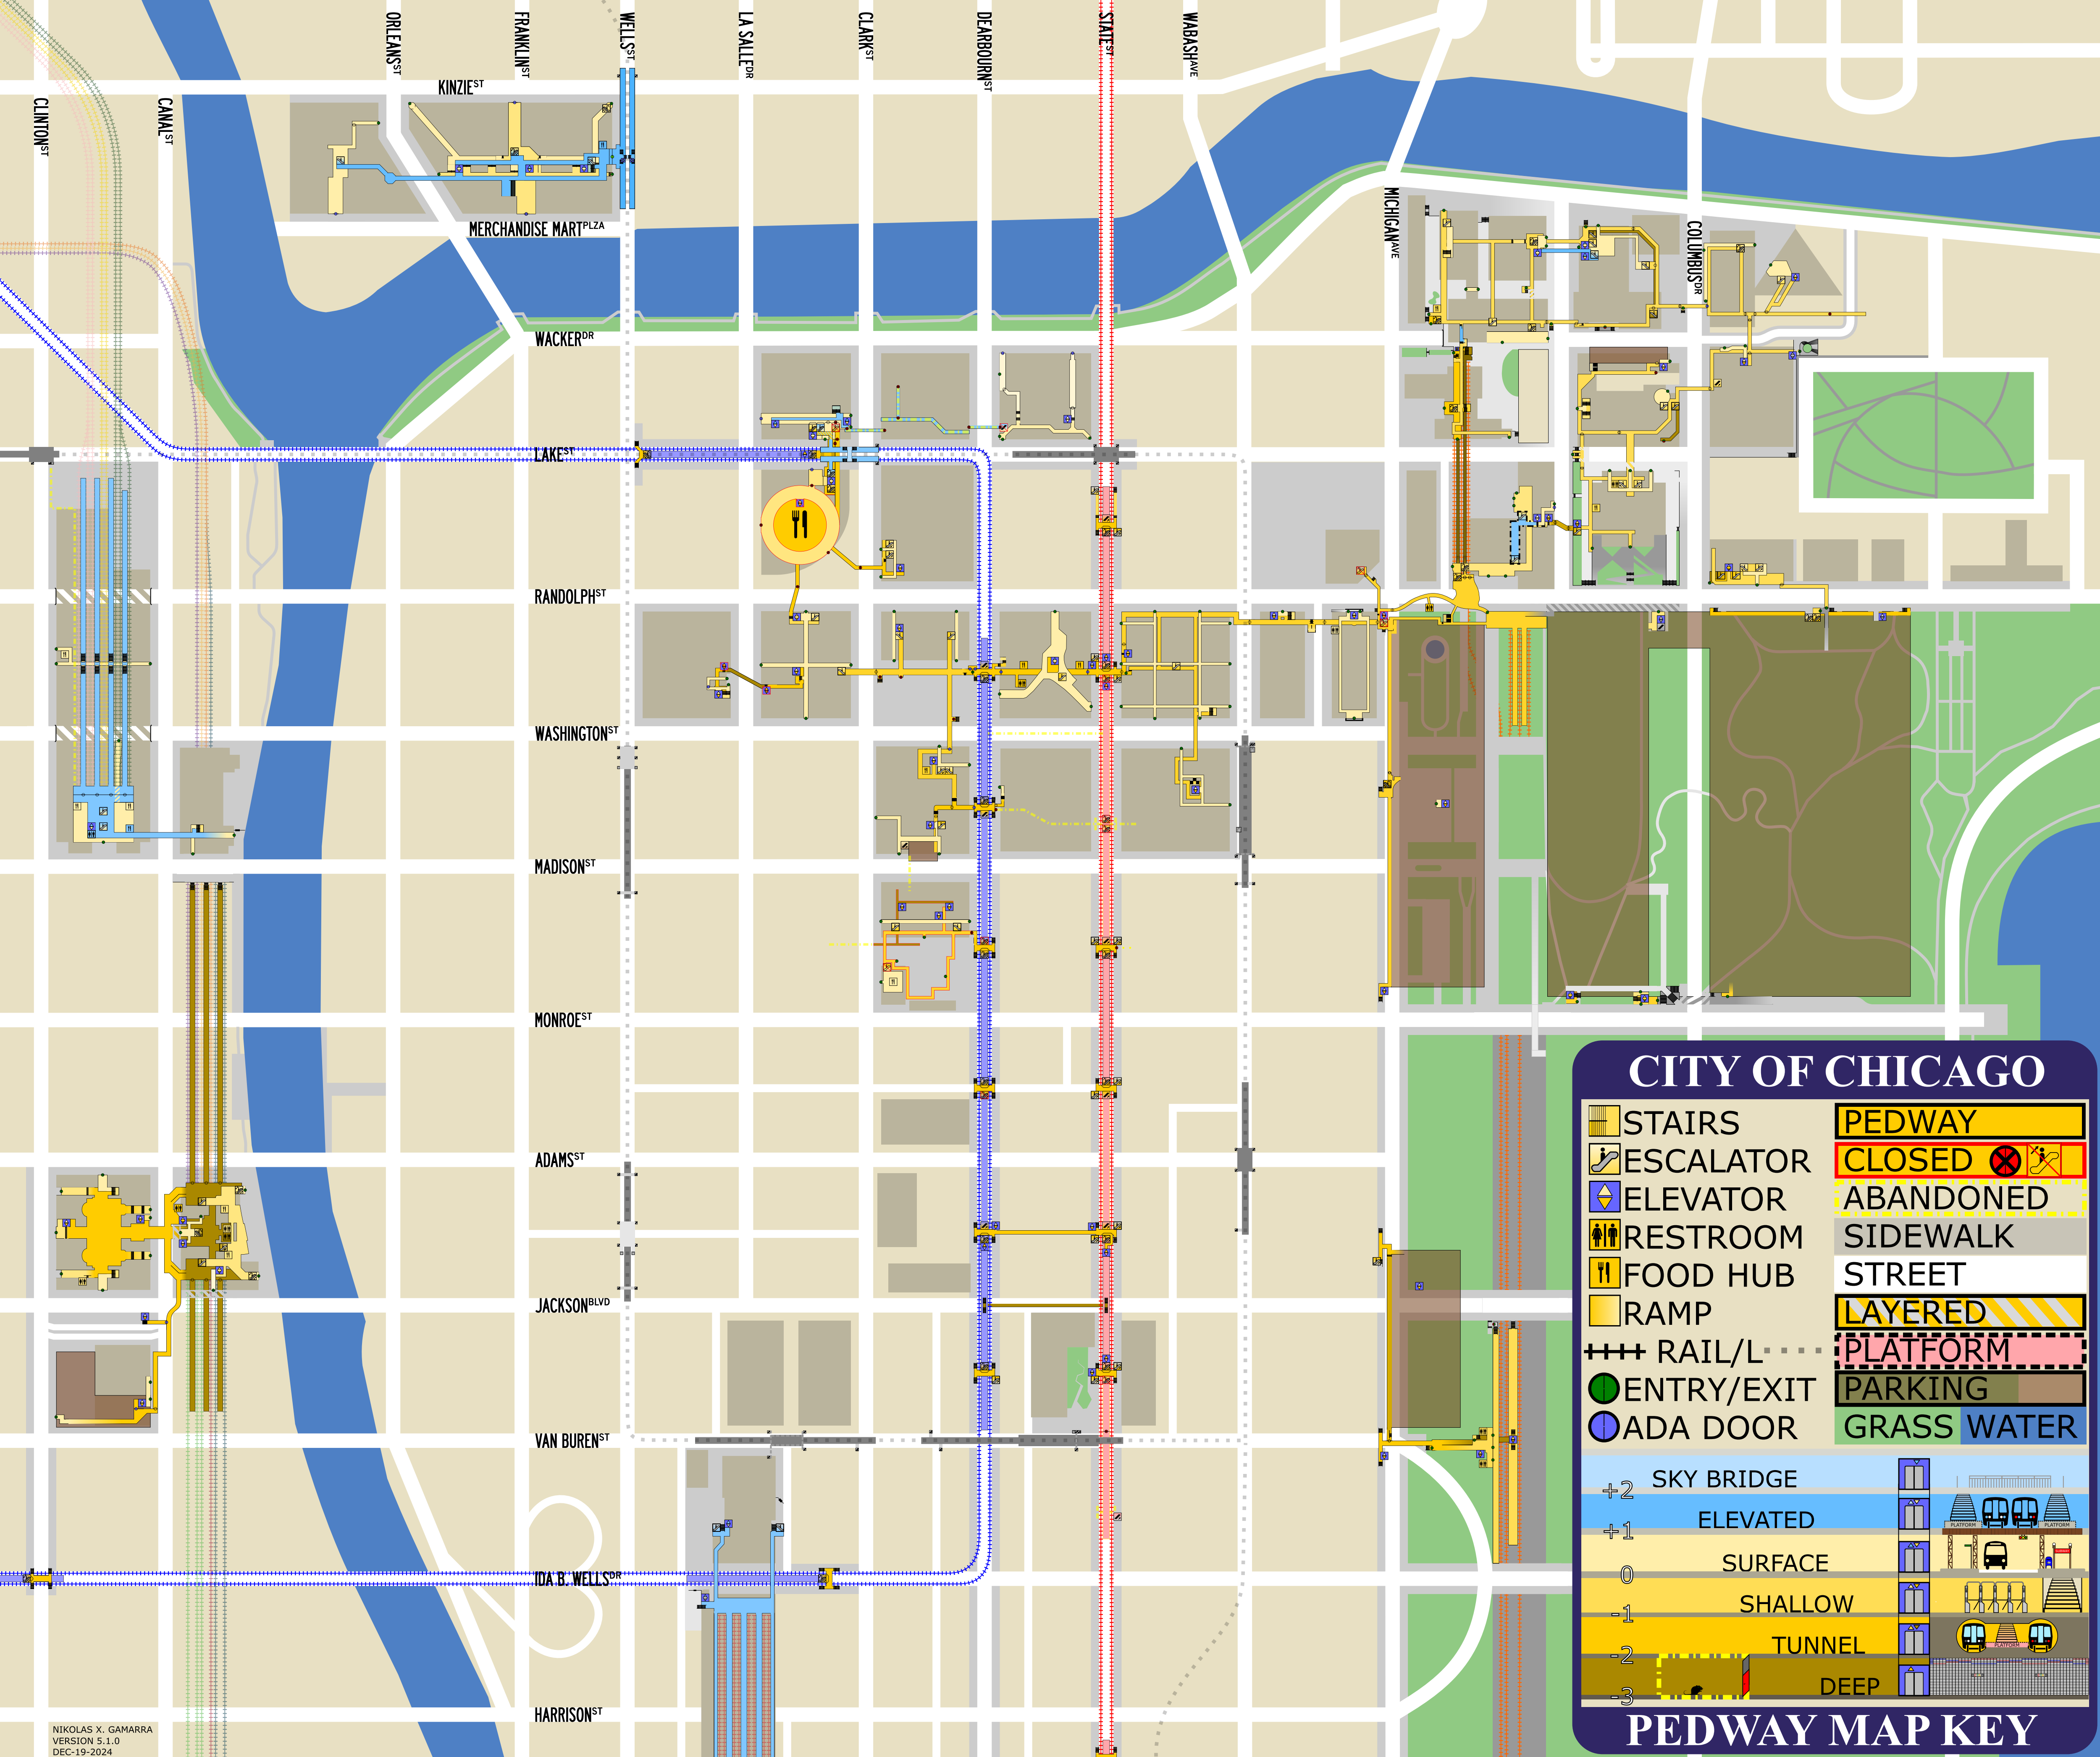 ORLEANS ST
FRANKLIN ST
WELLS ST
LA SALLE DR
CLARK ST
DEARBOURN ST
STATE ST
WABASH AVE
CLINTON ST
CANAL ST
KINZIE ST
MERCHANDISE MART PLZA
MICHIGAN AVE
COLUMBUS DR
WACKER DR
LAKE ST
RANDOLPH ST
WASHINGTON ST
MADISON ST
MONROE ST
ADAMS ST
JACKSON BLVD
VAN BUREN ST
IDA B. WELLS DR
HARRISON ST
CITY OF CHICAGO
STAIRS
ESCALATOR
ELEVATOR
RESTROOM
FOOD HUB
RAMP
RAIL/L
ENTRY/EXIT
ADA DOOR
PEDWAY
CLOSED
ABANDONED
SIDEWALK
STREET
LAYERED
PLATFORM
PARKING
GRASS WATER
SKY BRIDGE
+2
ELEVATED
PLATFORM PLATFORM
+1
SURFACE
0
SHALLOW
-1
TUNNEL
PLATFORM
-2
DEEP
-3
PEDWAY MAP KEY
NIKOLAS X. GAMARRA
VERSION 5.1.0
DEC-19-2024